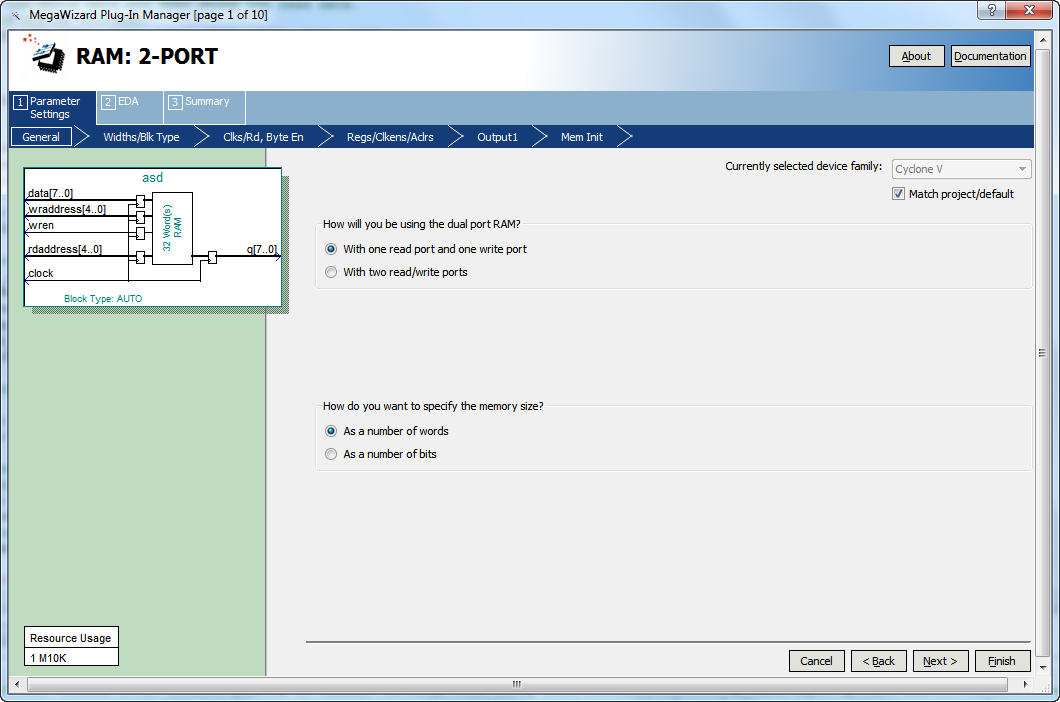 MegaWizard Plug-In Manager [page 1 of 10]
RAM: 2-PORT
About
Documentation
1 Parameter Settings
2 EDA
3 Summary
General
Widths/Blk Type
Clks/Rd, Byte En
Regs/Clkens/Aclrs
Output1
Mem Init
asd
data[7..0]
wraddress[4..0]
wren
rdaddress[4..0]
clock
32 Word(s)
RAM
q[7..0]
Block Type: AUTO
Currently selected device family:
Cyclone V
Match project/default
How will you be using the dual port RAM?
With one read port and one write port
With two read/write ports
How do you want to specify the memory size?
As a number of words
As a number of bits
Resource Usage
1 M10K
Cancel
< Back
Next >
Finish